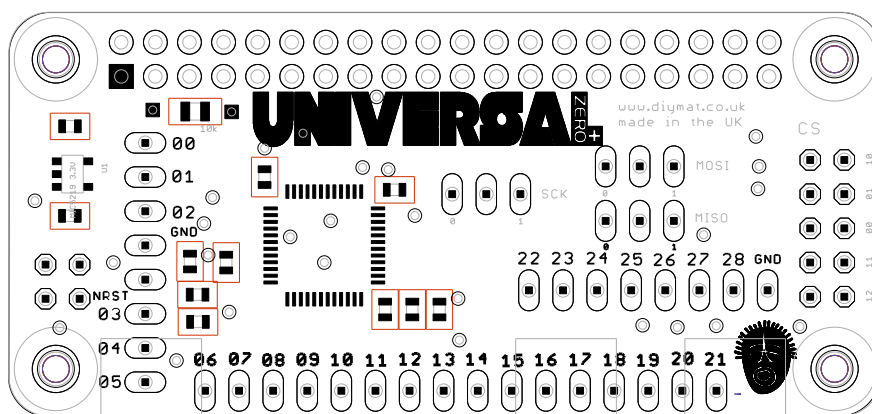 UNIVERSAL
ZERO+
www.diymat.co.uk
made in the UK
10k
U1
3.3V
CS
10
01
00
11
12
MOSI
0 1
SCK
0 1
MISO
0 1
00
01
02
GND
NRST
03
04
05
22 23 24 25 26 27 28 GND
06 07 08 09 10 11 12 13 14 15 16 17 18 19 20 21